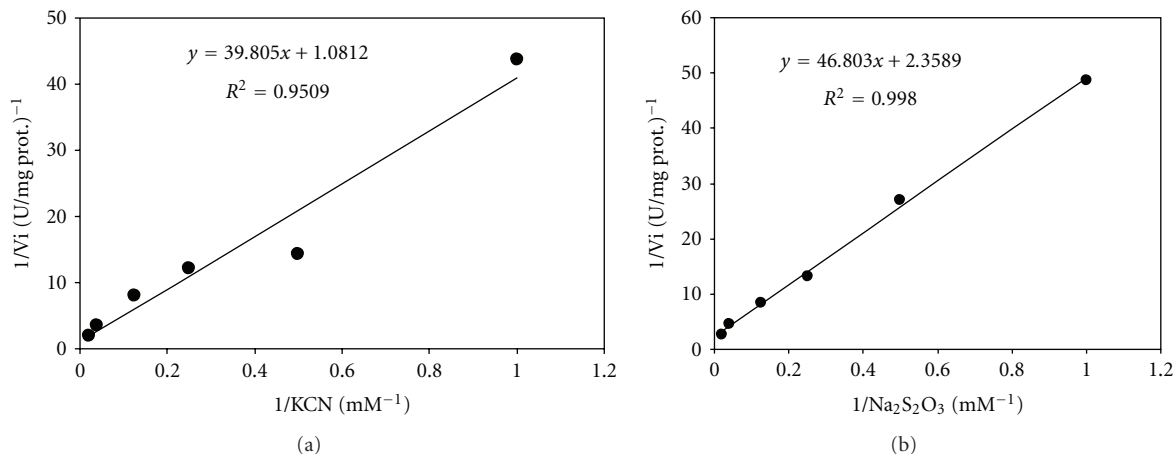 50
40
30
20
10
0
0
0.2
0.4
0.6
0.8
1
1.2
1/Vi (U/mg prot.)⁻¹
y = 39.805x + 1.0812
R² = 0.9509
1/KCN (mM⁻¹)
(a)
60
50
40
30
20
10
0
0
0.2
0.4
0.6
0.8
1
1.2
1/Vi (U/mg prot.)⁻¹
y = 46.803x + 2.3589
R² = 0.998
1/Na₂S₂O₃ (mM⁻¹)
(b)